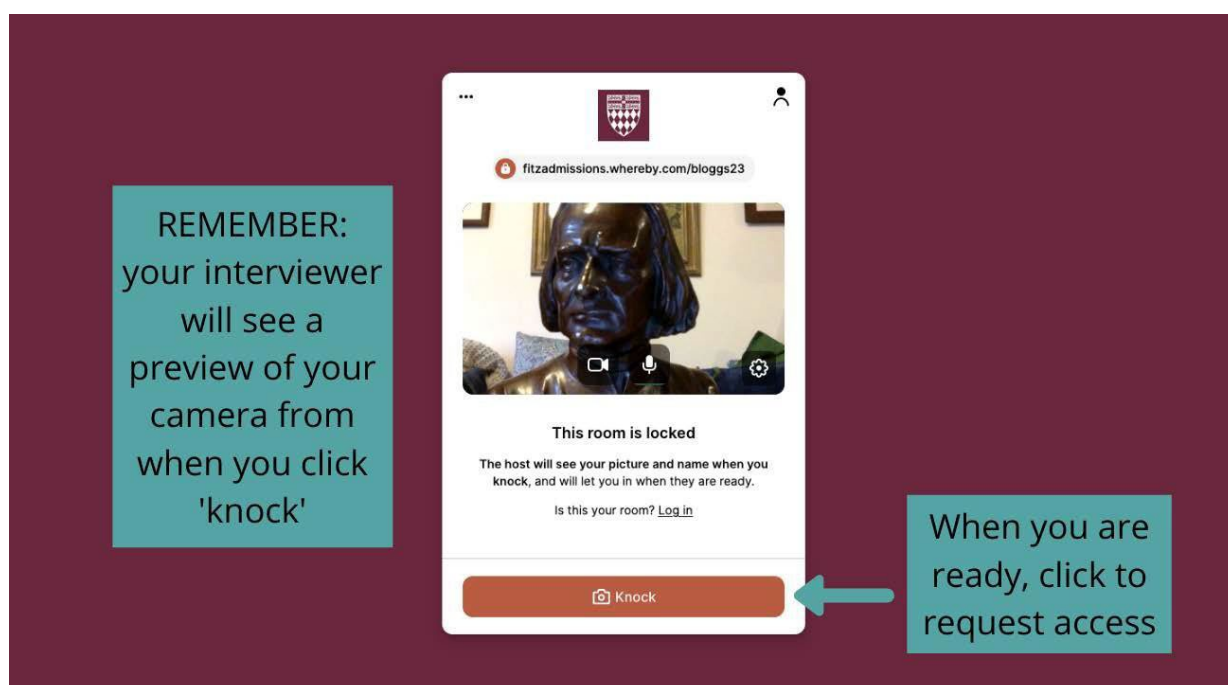 fitzadmissions.whereby.com/bloggs23
REMEMBER:
your interviewer
will see a
preview of your
camera from
when you click
'knock'
This room is locked
The host will see your picture and name when you
knock, and will let you in when they are ready.
Is this your room? Log in
Knock
When you are
ready, click to
request access